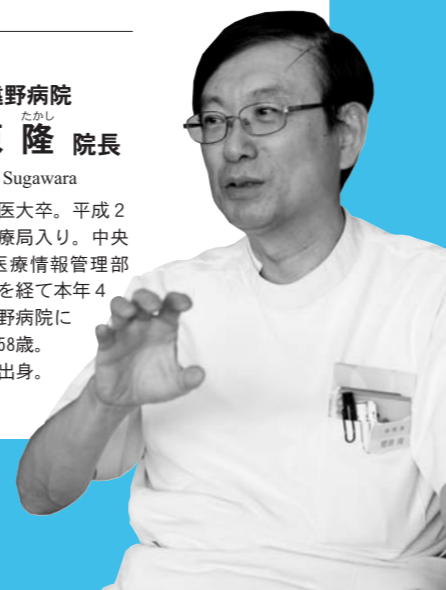 遠野病院
たかし
隆 院長
Sugawara
医大卒。平成２
療局入り。中央
医療情報管理部
を経て本年４
野病院に
58歳。
出身。